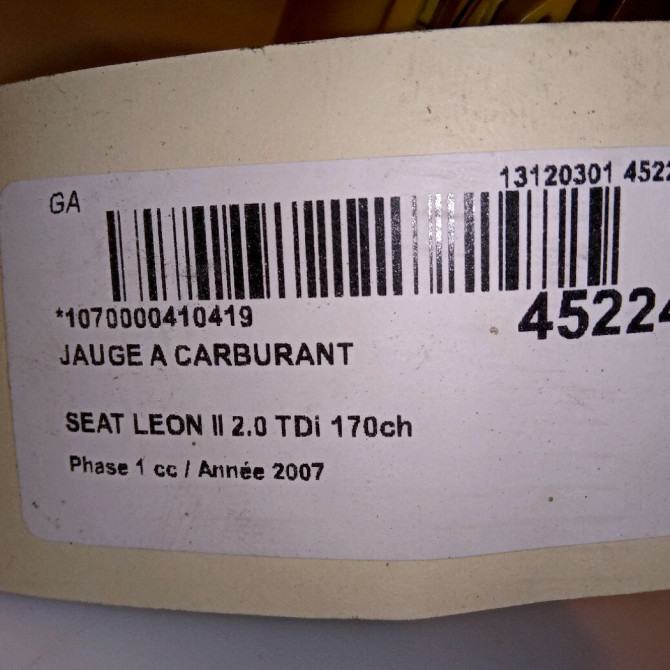 GA
13120301 4522
*1070000410419
45224
JAUGE A CARBURANT
SEAT LEON II 2.0 TDi 170ch
Phase 1 cc / Année 2007